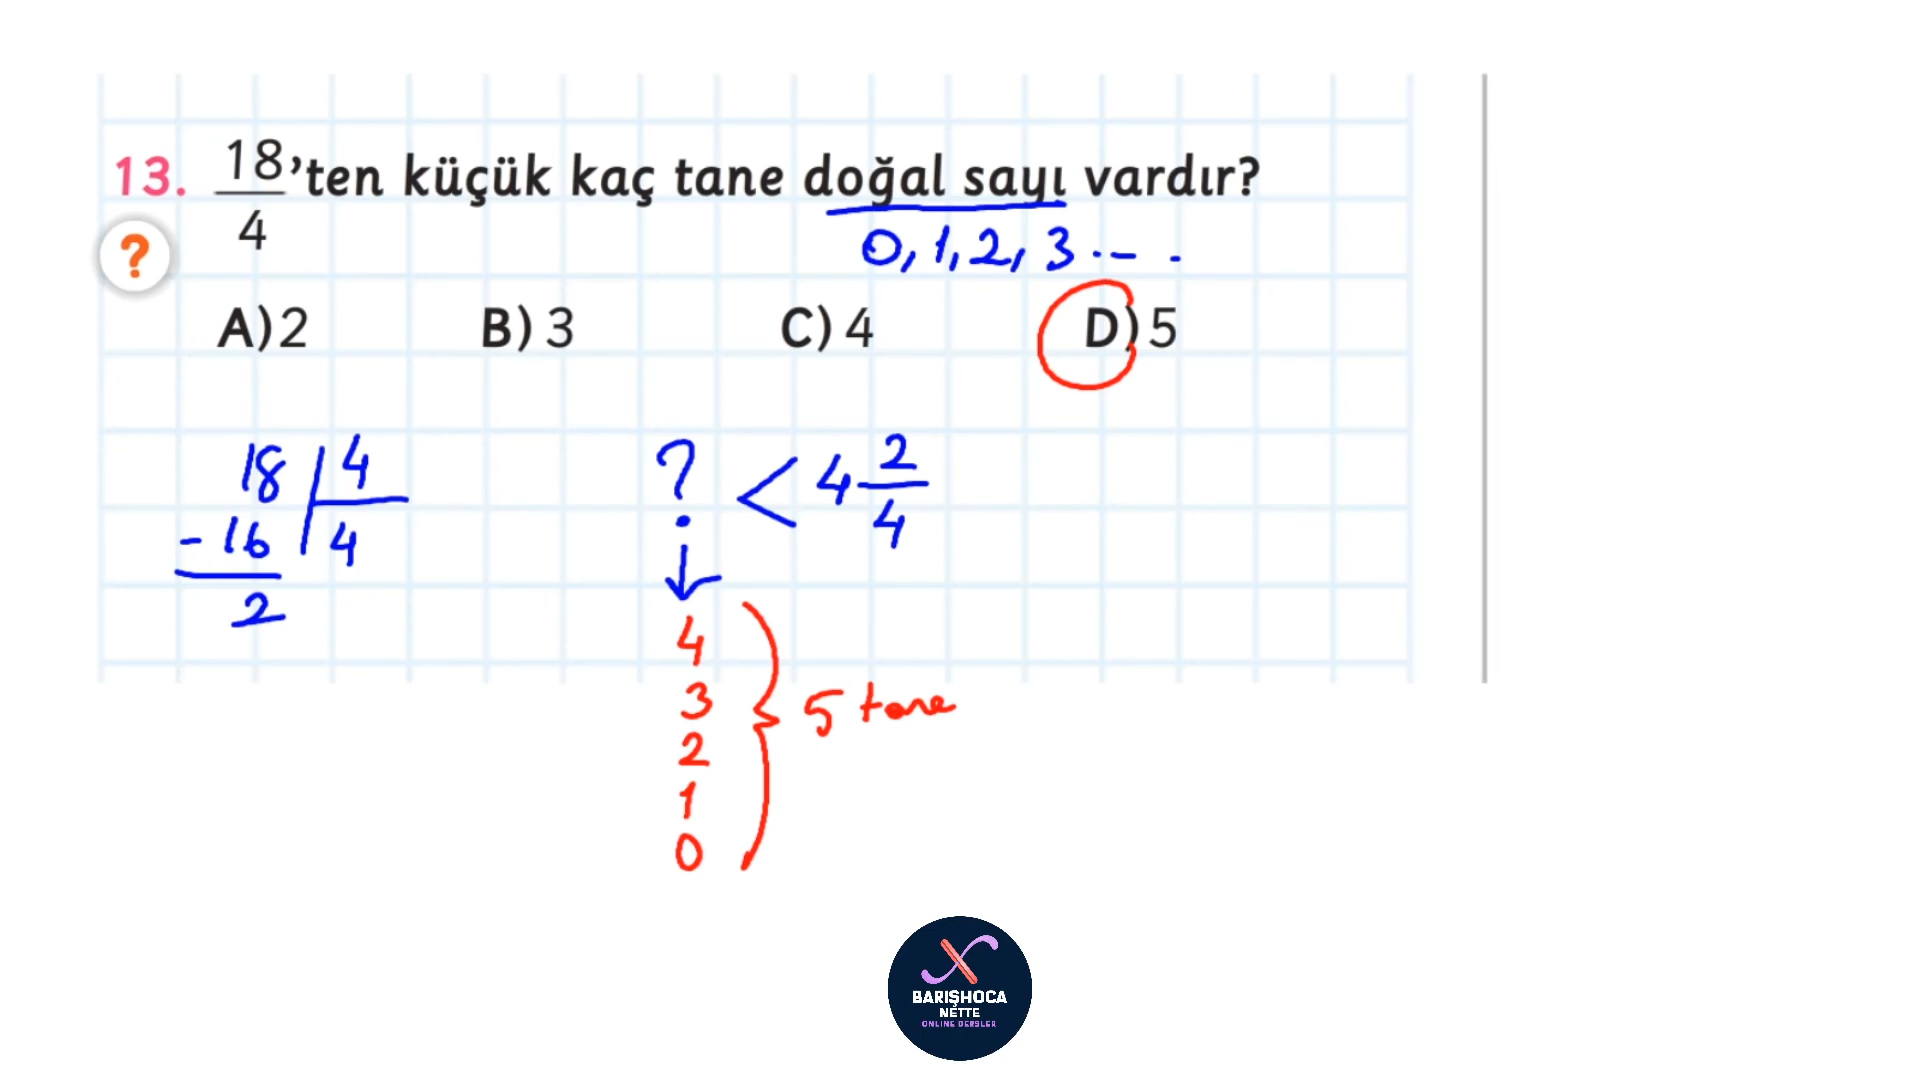 13. 18/4 'ten küçük kaç tane doğal sayı vardır?
?
0, 1, 2, 3 ....
A) 2 B) 3 C) 4 D) 5
18 | 4
- 16 | 4
2
? < 4 2/4
4
3
2
1
0
5 tane
BARIŞHOCA
NETTE
ONLINE DERSLER